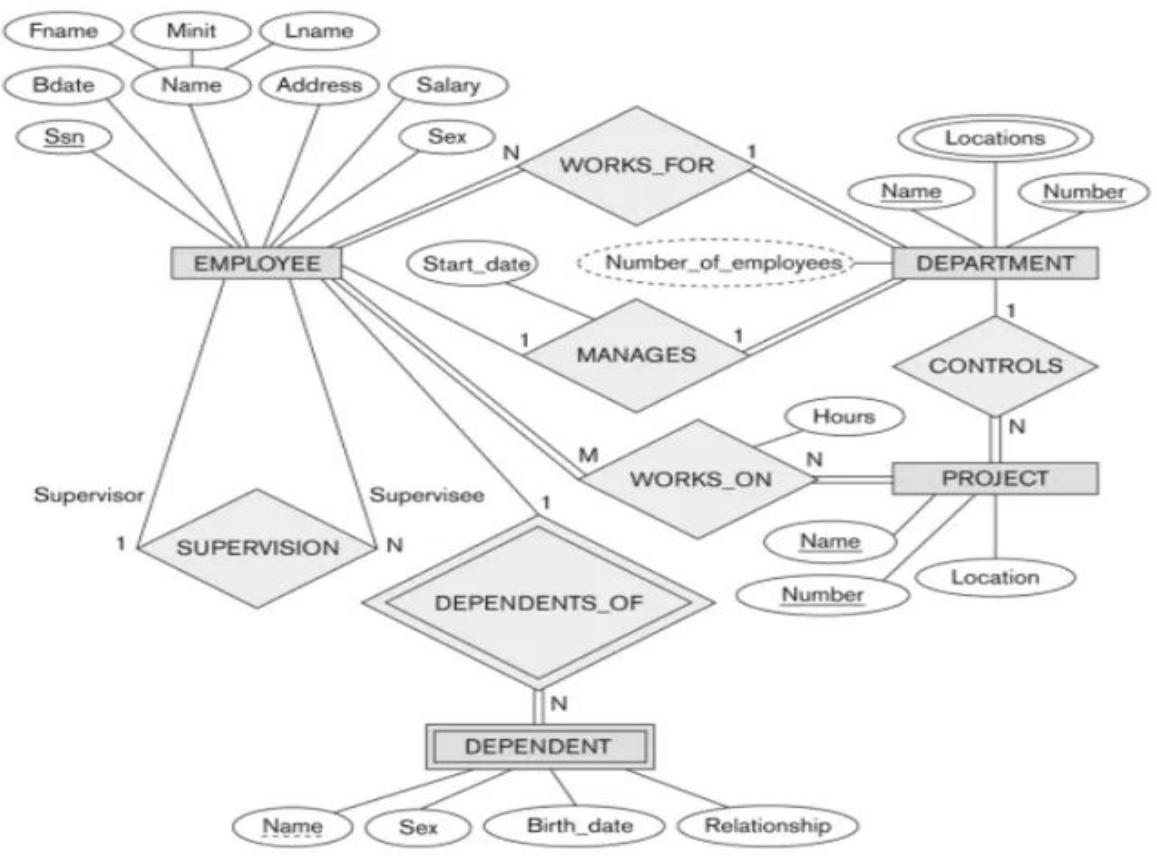 Fname
Minit
Lname
Bdate
Name
Address
Salary
Ssn
Sex
N
WORKS_FOR
1
Locations
Name
Number
EMPLOYEE
Start_date
Number_of_employees
DEPARTMENT
1
MANAGES
1
1
CONTROLS
N
Hours
M
WORKS_ON
N
PROJECT
Supervisor
Supervisee
1
SUPERVISION
N
1
Name
Number
Location
DEPENDENTS_OF
N
DEPENDENT
Name
Sex
Birth_date
Relationship